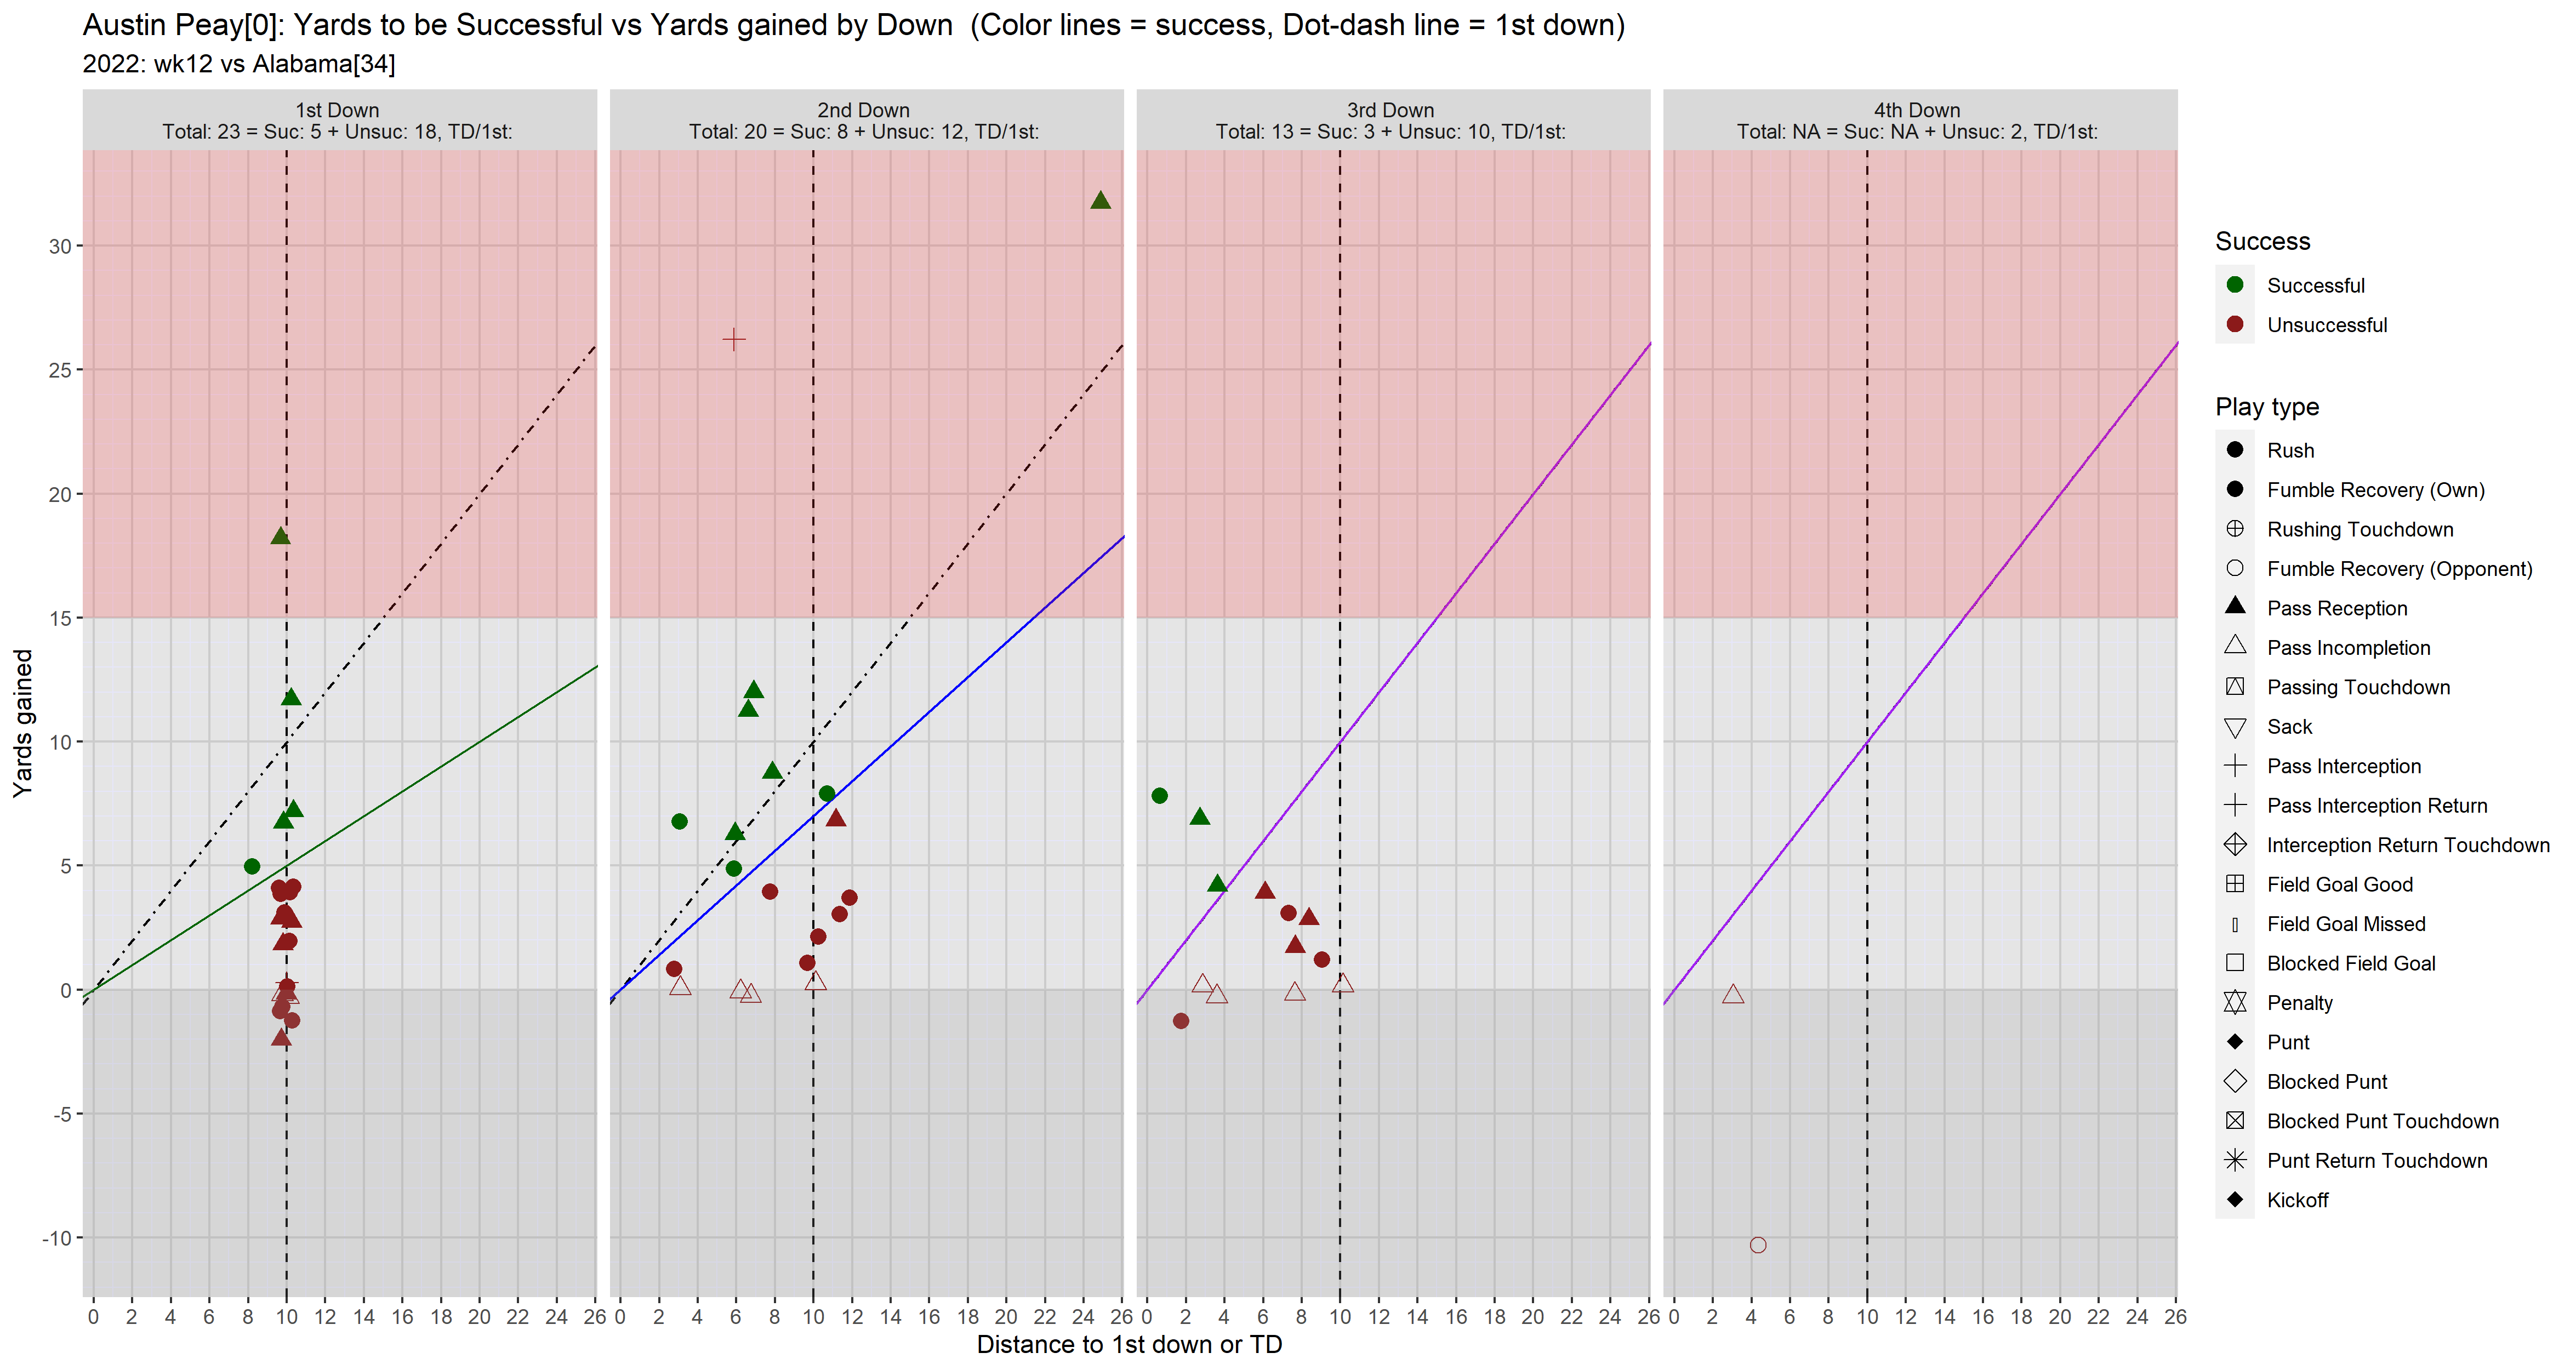 Austin Peay[0]: Yards to be Successful vs Yards gained by Down  (Color lines = success, Dot-dash line = 1st down)
2022: wk12 vs Alabama[34]
1st Down
Total: 23 = Suc: 5 + Unsuc: 18, TD/1st:
2nd Down
Total: 20 = Suc: 8 + Unsuc: 12, TD/1st:
3rd Down
Total: 13 = Suc: 3 + Unsuc: 10, TD/1st:
4th Down
Total: NA = Suc: NA + Unsuc: 2, TD/1st:
Yards gained
30
25
20
15
10
5
0
-5
-10
0 2 4 6 8 10 12 14 16 18 20 22 24 26
0 2 4 6 8 10 12 14 16 18 20 22 24 26
0 2 4 6 8 10 12 14 16 18 20 22 24 26
0 2 4 6 8 10 12 14 16 18 20 22 24 26
Distance to 1st down or TD
Success
Successful
Unsuccessful
Play type
Rush
Fumble Recovery (Own)
Rushing Touchdown
Fumble Recovery (Opponent)
Pass Reception
Pass Incompletion
Passing Touchdown
Sack
Pass Interception
Pass Interception Return
Interception Return Touchdown
Field Goal Good
Field Goal Missed
Blocked Field Goal
Penalty
Punt
Blocked Punt
Blocked Punt Touchdown
Punt Return Touchdown
Kickoff